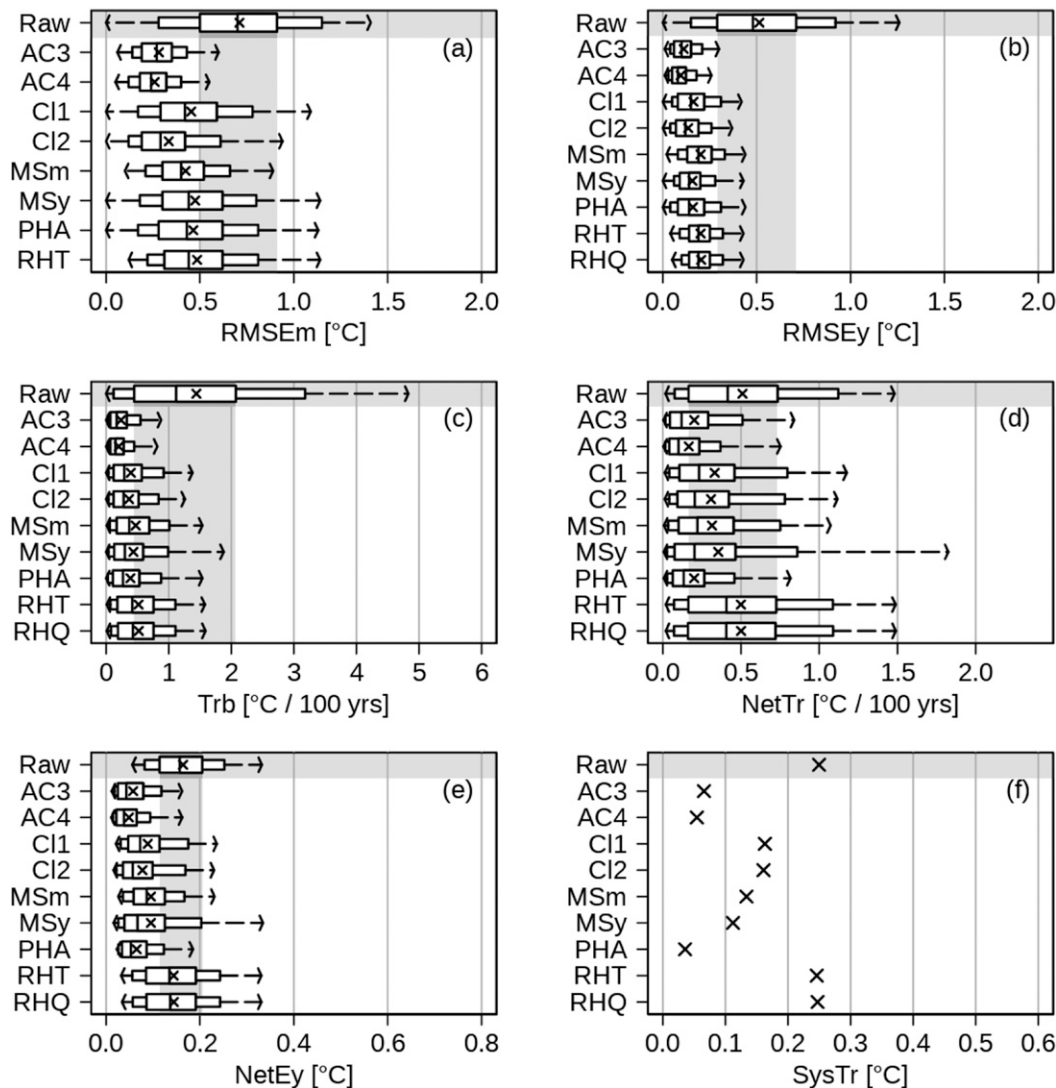 Raw
AC3
AC4
Cl1
Cl2
MSm
MSy
PHA
RHT
(a)
0.0 0.5 1.0 1.5 2.0
RMSEm [°C]
Raw
AC3
AC4
Cl1
Cl2
MSm
MSy
PHA
RHT
RHQ
(b)
0.0 0.5 1.0 1.5 2.0
RMSEy [°C]
Raw
AC3
AC4
Cl1
Cl2
MSm
MSy
PHA
RHT
RHQ
(c)
0 1 2 3 4 5 6
Trb [°C / 100 yrs]
Raw
AC3
AC4
Cl1
Cl2
MSm
MSy
PHA
RHT
RHQ
(d)
0.0 0.5 1.0 1.5 2.0
NetTr [°C / 100 yrs]
Raw
AC3
AC4
Cl1
Cl2
MSm
MSy
PHA
RHT
RHQ
(e)
0.0 0.2 0.4 0.6 0.8
NetEy [°C]
Raw
AC3
AC4
Cl1
Cl2
MSm
MSy
PHA
RHT
RHQ
(f)
0.0 0.1 0.2 0.3 0.4 0.5 0.6
SysTr [°C]